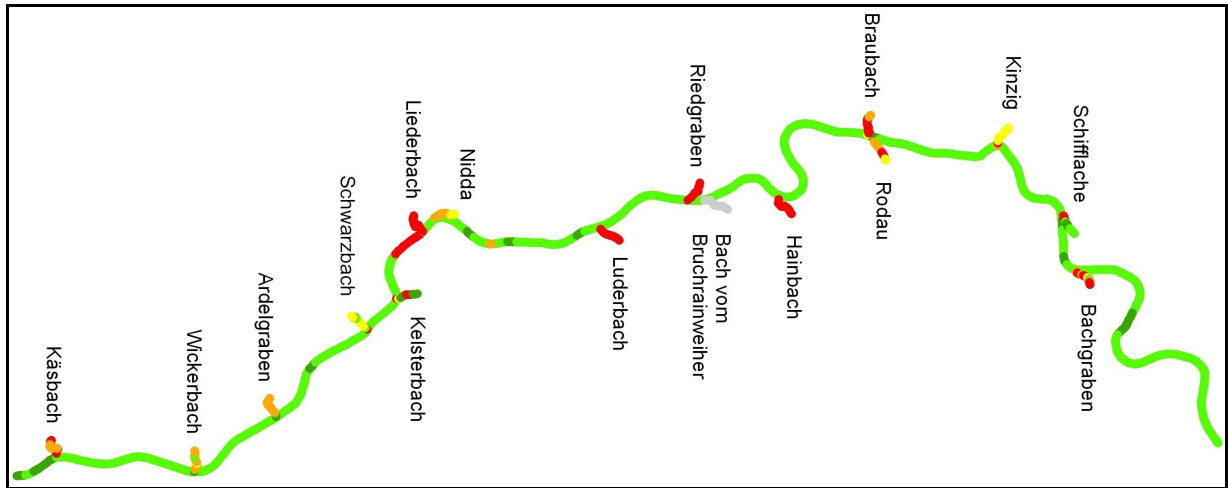 Käsbach
Wickerbach
Ardelgraben
Schwarzbach
Kelsterbach
Liederbach
Nidda
Luderbach
Riedgraben
Bach vom
Bruchrainweiher
Hainbach
Braubach
Rodau
Kinzig
Schifflache
Bachgraben